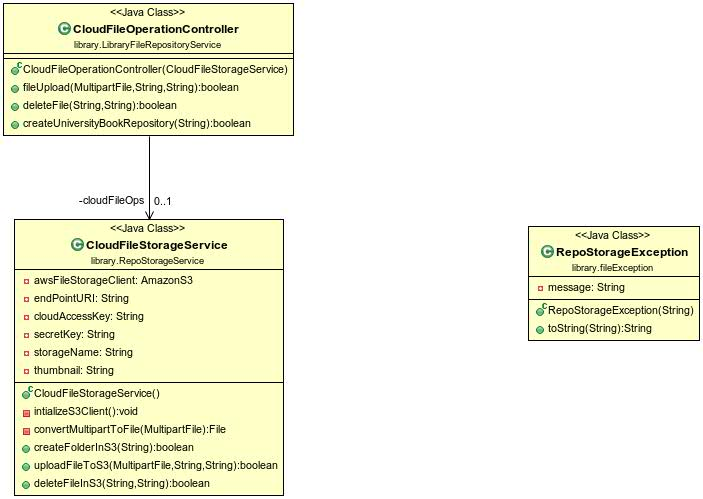 <<Java Class>>
CloudFileOperationController
library.LibraryFileRepositoryService
CloudFileOperationController(CloudFileStorageService)
fileUpload(MultipartFile,String,String):boolean
deleteFile(String,String):boolean
createUniversityBookRepository(String):boolean
-cloudFileOps 0..1
<<Java Class>>
CloudFileStorageService
library.RepoStorageService
awsFileStorageClient: AmazonS3
endPointURI: String
cloudAccessKey: String
secretKey: String
storageName: String
thumbnail: String
CloudFileStorageService()
intializeS3Client():void
convertMultipartToFile(MultipartFile):File
createFolderInS3(String):boolean
uploadFileToS3(MultipartFile,String,String):boolean
deleteFileInS3(String,String):boolean
<<Java Class>>
RepoStorageException
library.fileException
message: String
RepoStorageException(String)
toString(String):String